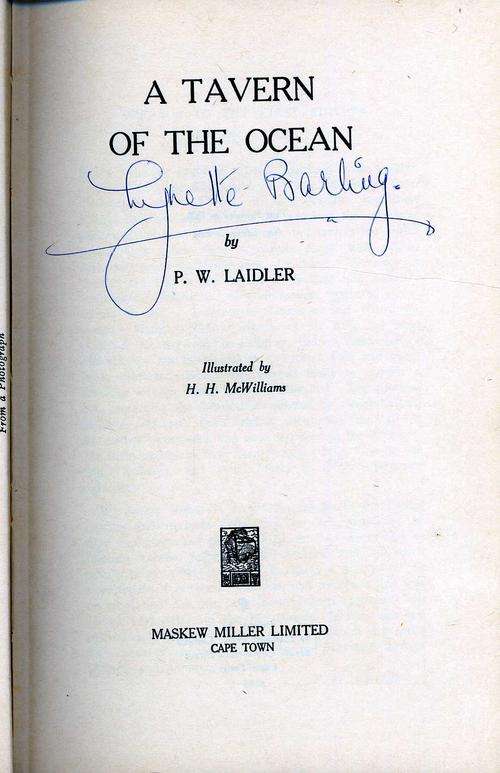 A TAVERN
OF THE OCEAN
Lynette Barling.
by
P. W. LAIDLER
Illustrated by
H. H. McWilliams
MASKEW MILLER LIMITED
CAPE TOWN
From a Photograph